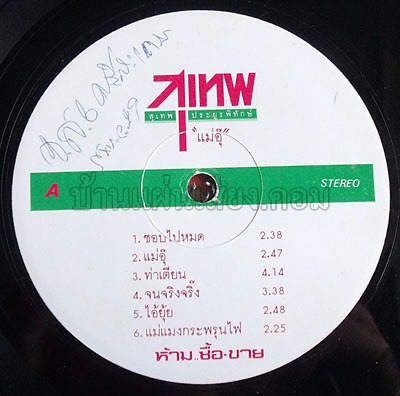 สุเทพ
สุเทพ ประยูรพิทักษ์
"แม่อุ๊"
A
STEREO
บ้านแผ่นเสียง.คอม
1. ชอบไปหมด 2.38
2. แม่อุ๊ 2.47
3. ท่าเตียน 4.14
4. จนจริงจริ๊ง 3.38
5. ไอ้ยุ้ย 2.48
6. แม่แมงกระพรุนไฟ 2.25
ห้าม..ซื้อ-ขาย